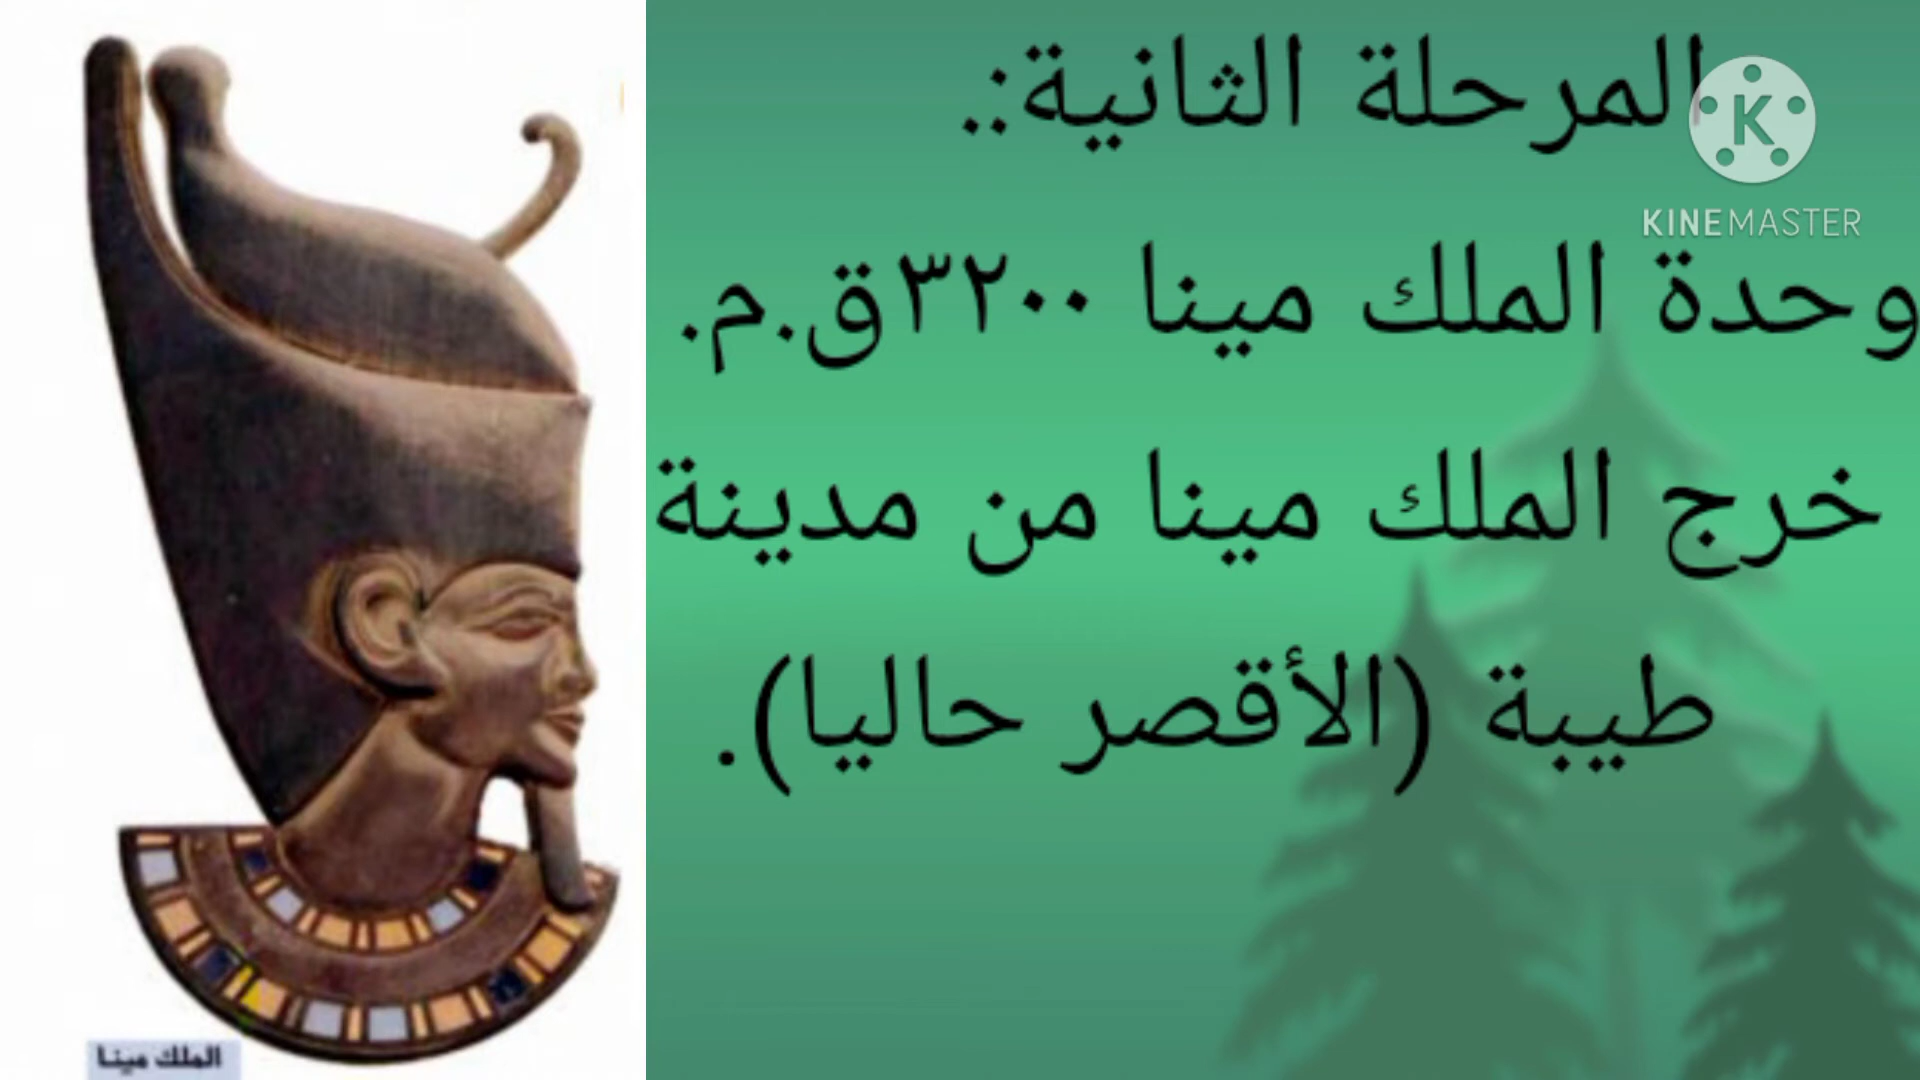 المرحلة الثانية:..
KINEMASTER
وحدة الملك مينا ٣٢٠٠ق.م.
خرج الملك مينا من مدينة
طيبة (الأقصر حاليا).
الملك مينا